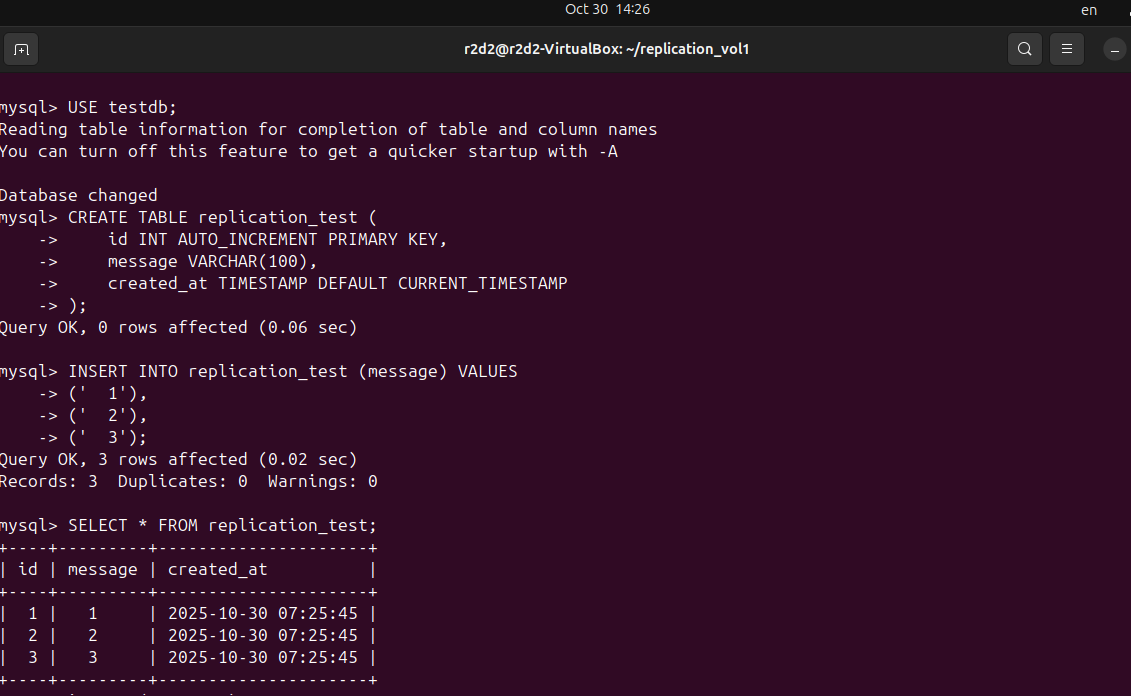 Oct 30 14:26
en
r2d2@r2d2-VirtualBox: ~/replication_vol1
mysql> USE testdb;
Reading table information for completion of table and column names
You can turn off this feature to get a quicker startup with -A
Database changed
mysql> CREATE TABLE replication_test (
    ->     id INT AUTO_INCREMENT PRIMARY KEY,
    ->     message VARCHAR(100),
    ->     created_at TIMESTAMP DEFAULT CURRENT_TIMESTAMP
    -> );
Query OK, 0 rows affected (0.06 sec)
mysql> INSERT INTO replication_test (message) VALUES
    -> ('  1'),
    -> ('  2'),
    -> ('  3');
Query OK, 3 rows affected (0.02 sec)
Records: 3  Duplicates: 0  Warnings: 0
mysql> SELECT * FROM replication_test;
+----+---------+---------------------+
| id | message | created_at          |
+----+---------+---------------------+
|  1 |   1     | 2025-10-30 07:25:45 |
|  2 |   2     | 2025-10-30 07:25:45 |
|  3 |   3     | 2025-10-30 07:25:45 |
+----+---------+---------------------+